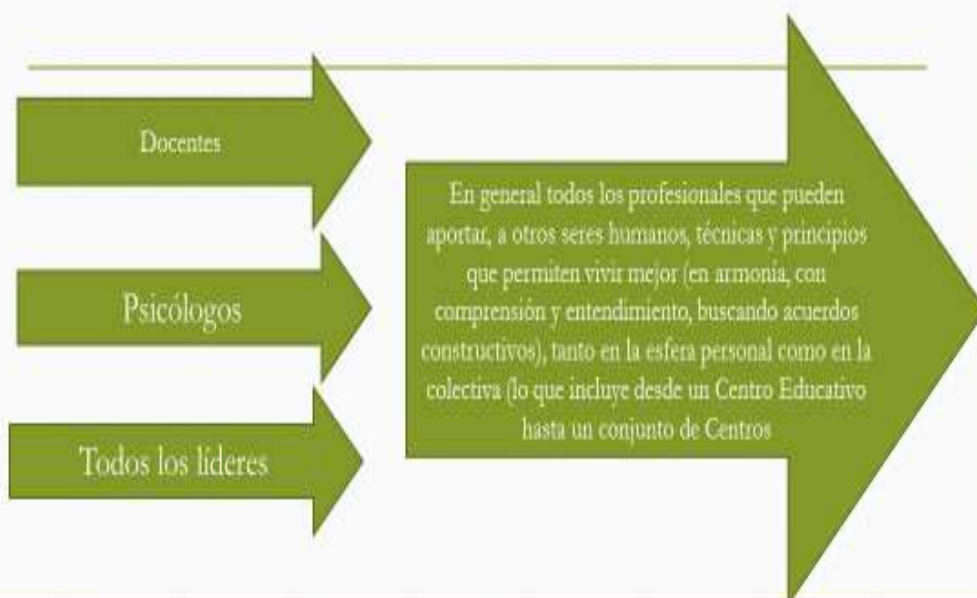 Docentes
Psicólogos
Todos los líderes
En general todos los profesionales que pueden
aportar, a otros seres humanos, técnicas y principios
que permiten vivir mejor (en armonía, con
comprensión y entendimiento, buscando acuerdos
constructivos), tanto en la esfera personal como en la
colectiva (lo que incluye desde un Centro Educativo
hasta un conjunto de Centros